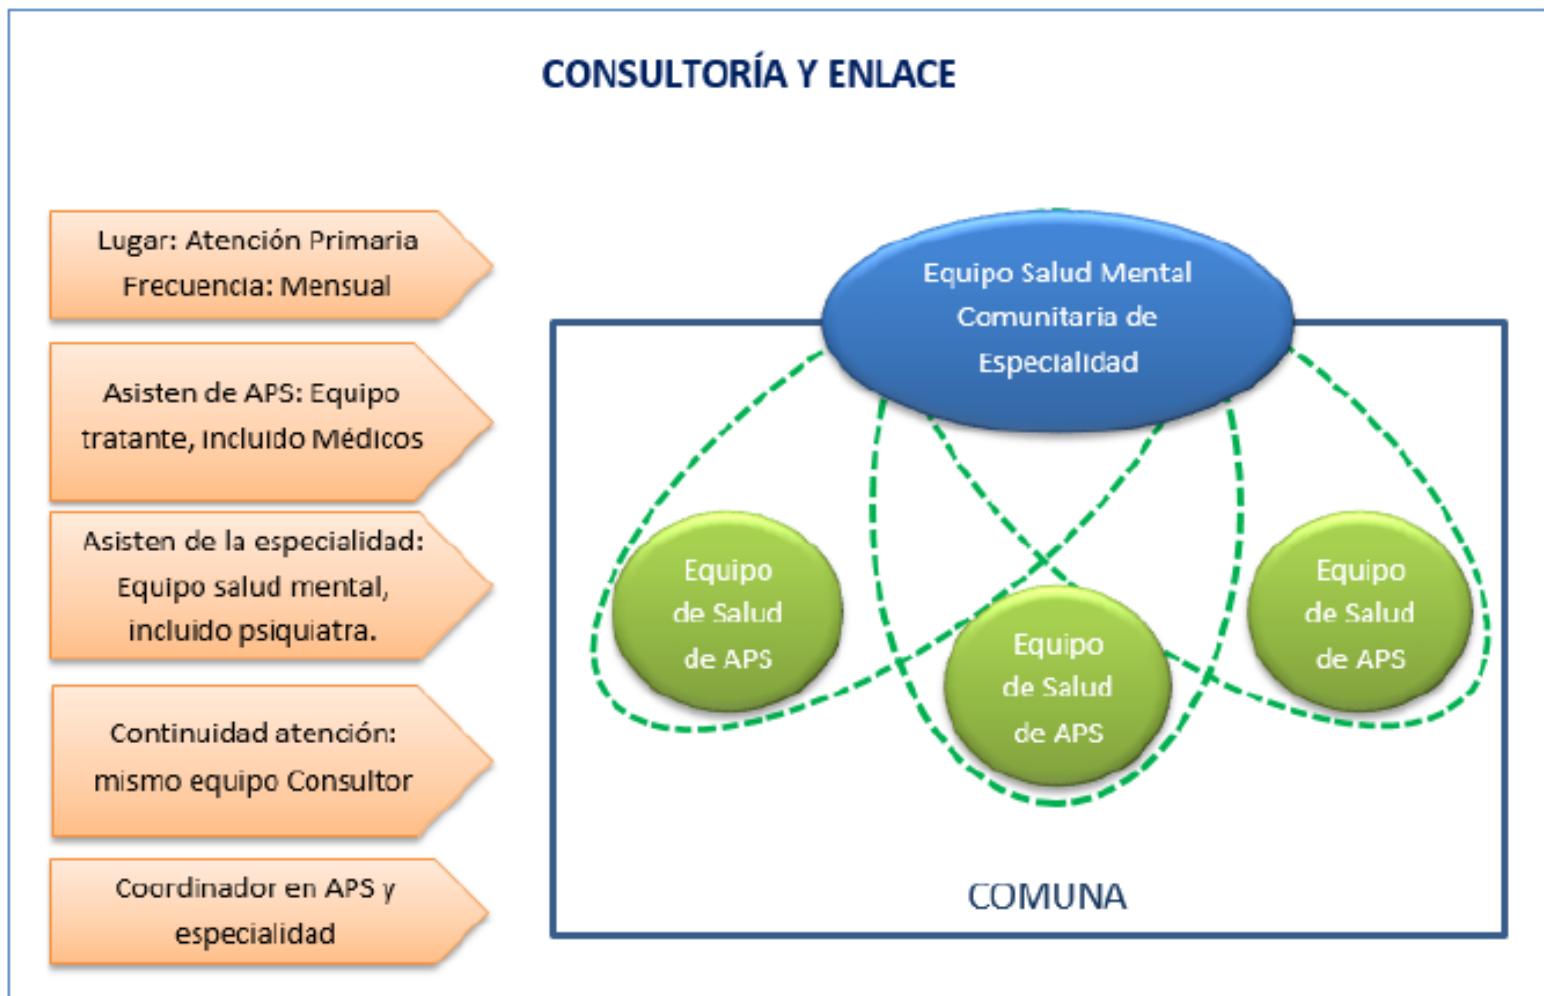 CONSULTORÍA Y ENLACE
Lugar: Atención Primaria
Frecuencia: Mensual
Asisten de APS: Equipo
tratante, incluido Médicos
Asisten de la especialidad:
Equipo salud mental,
incluido psiquiatra.
Continuidad atención:
mismo equipo Consultor
Coordinador en APS y
especialidad
Equipo Salud Mental
Comunitaria de
Especialidad
Equipo
de Salud
de APS
Equipo
de Salud
de APS
Equipo
de Salud
de APS
COMUNA